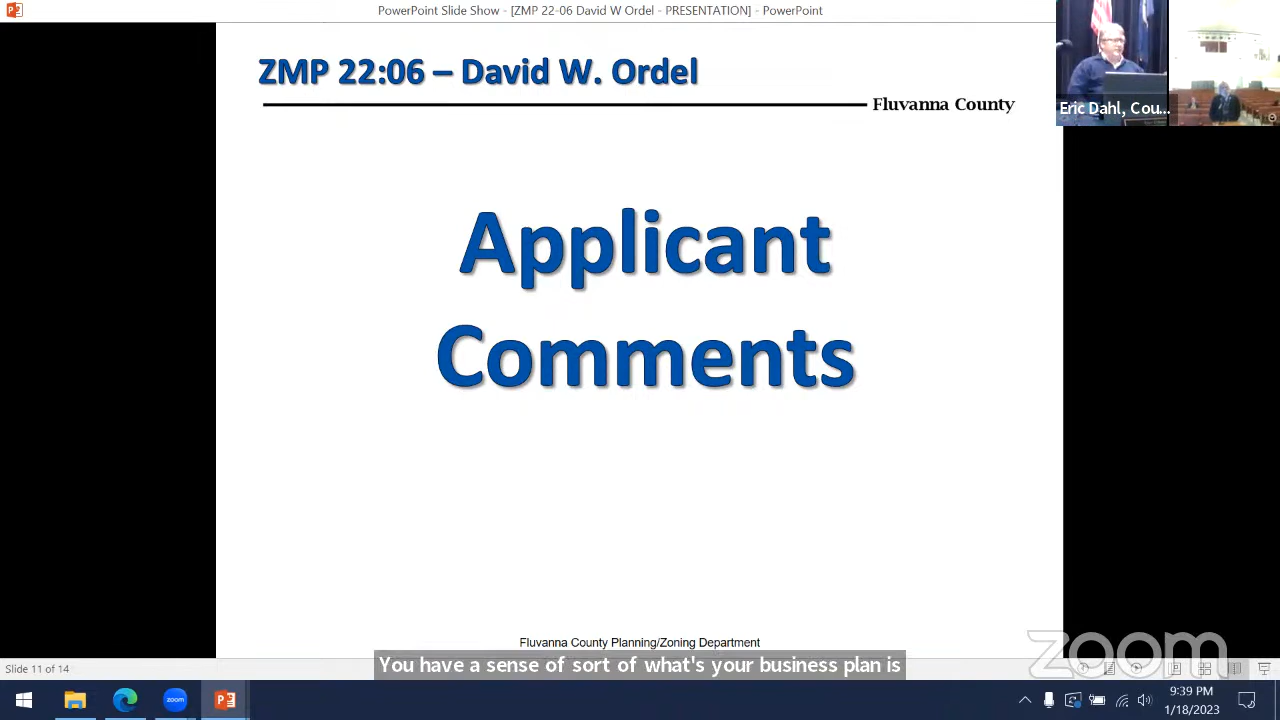 PowerPoint Slide Show - [ZMP 22-06 David W Ordel - PRESENTATION] - PowerPoint
ZMP 22:06 – David W. Ordel
Fluvanna County
Eric Dahl, Cou...
Applicant
Comments
Fluvanna County Planning/Zoning Department
You have a sense of sort of what's your business plan is
zoom
Slide 11 of 14
zoom
9:39 PM
1/18/2023